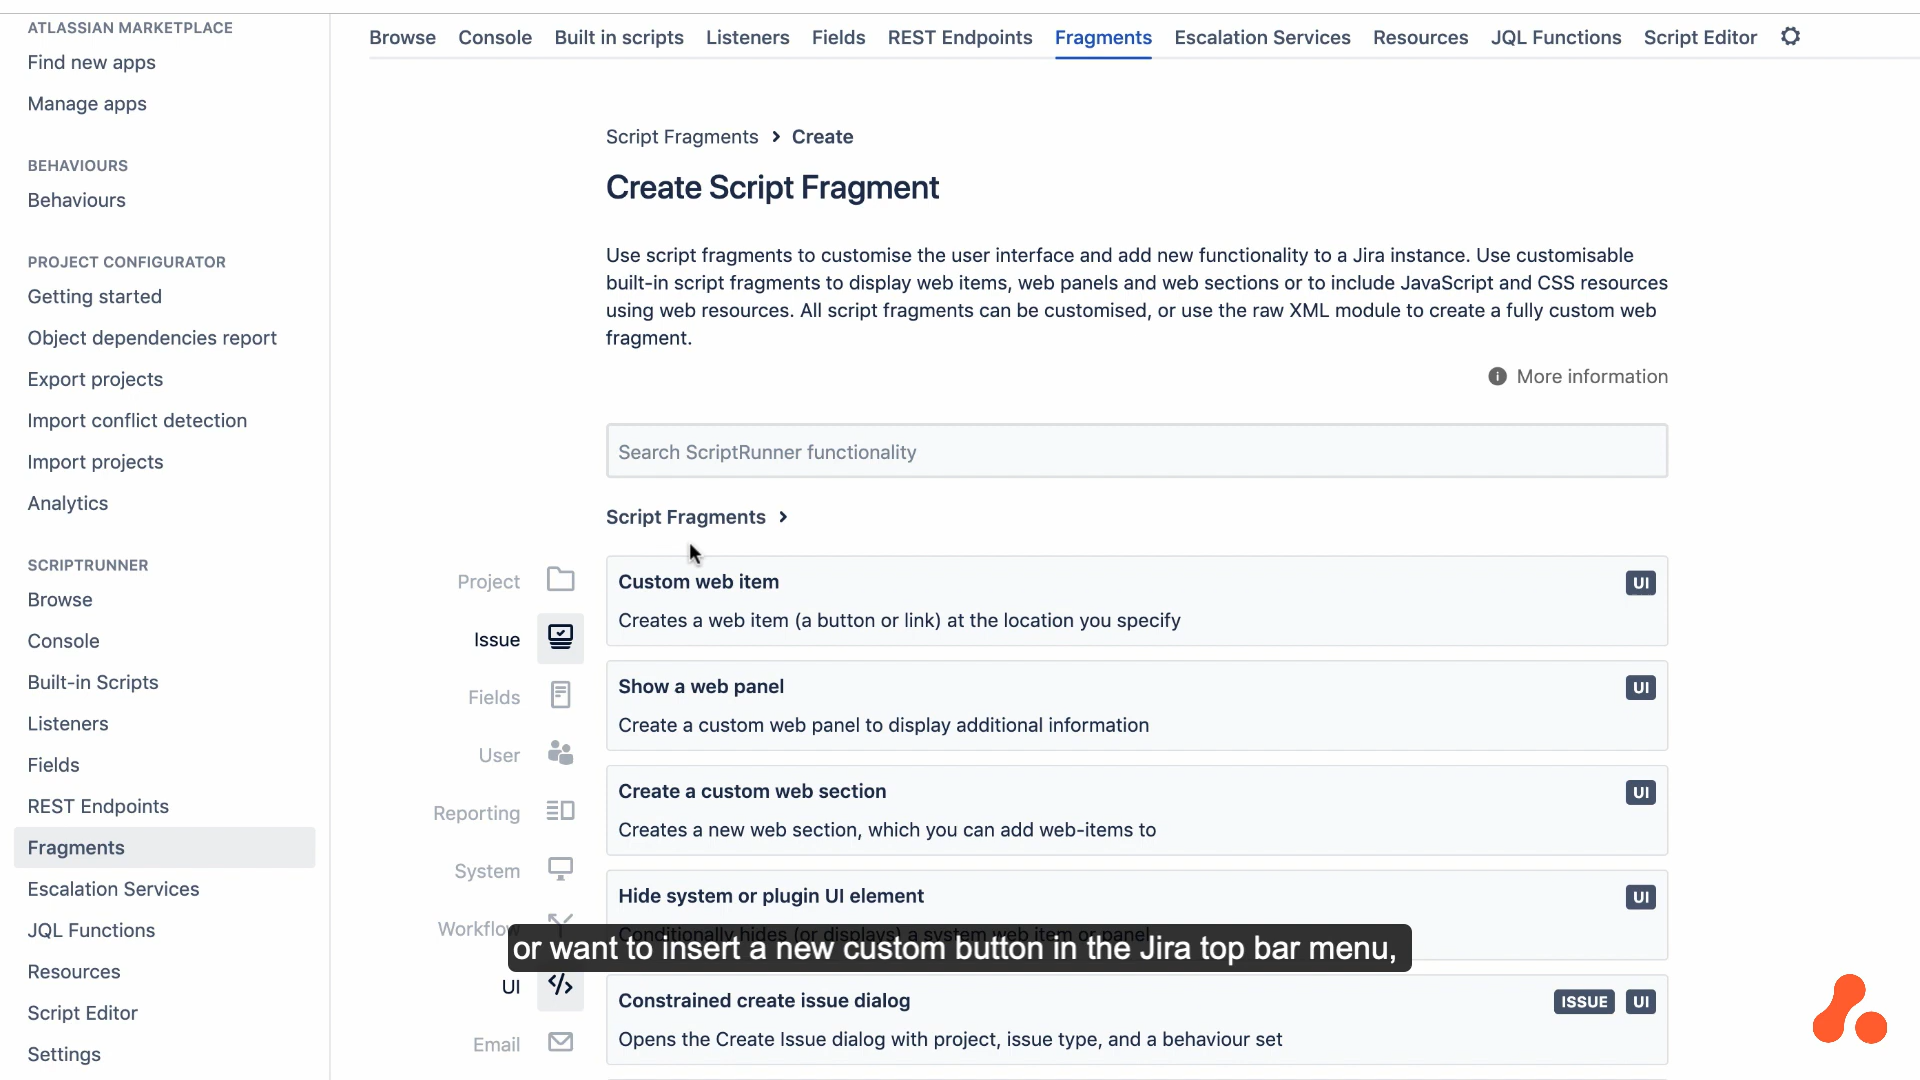 ATLASSIAN MARKETPLACE
Find new apps
Manage apps
BEHAVIOURS
Behaviours
PROJECT CONFIGURATOR
Getting started
Object dependencies report
Export projects
Import conflict detection
Import projects
Analytics
SCRIPTRUNNER
Browse
Console
Built-in Scripts
Listeners
Fields
REST Endpoints
Fragments
Escalation Services
JQL Functions
Resources
Script Editor
Settings
Browse Console Built in scripts Listeners Fields REST Endpoints Fragments Escalation Services Resources JQL Functions Script Editor
Script Fragments > Create
Create Script Fragment
Use script fragments to customise the user interface and add new functionality to a Jira instance. Use customisable
built-in script fragments to display web items, web panels and web sections or to include JavaScript and CSS resources
using web resources. All script fragments can be customised, or use the raw XML module to create a fully custom web
fragment.
More information
Search ScriptRunner functionality
Script Fragments >
Project
Issue
Fields
User
Reporting
System
Workflow
UI
Email
Custom web item UI
Creates a web item (a button or link) at the location you specify
Show a web panel UI
Create a custom web panel to display additional information
Create a custom web section UI
Creates a new web section, which you can add web-items to
Hide system or plugin UI element UI
Conditionally hides (or displays) a system web item or panel
or want to insert a new custom button in the Jira top bar menu,
Constrained create issue dialog ISSUE UI
Opens the Create Issue dialog with project, issue type, and a behaviour set